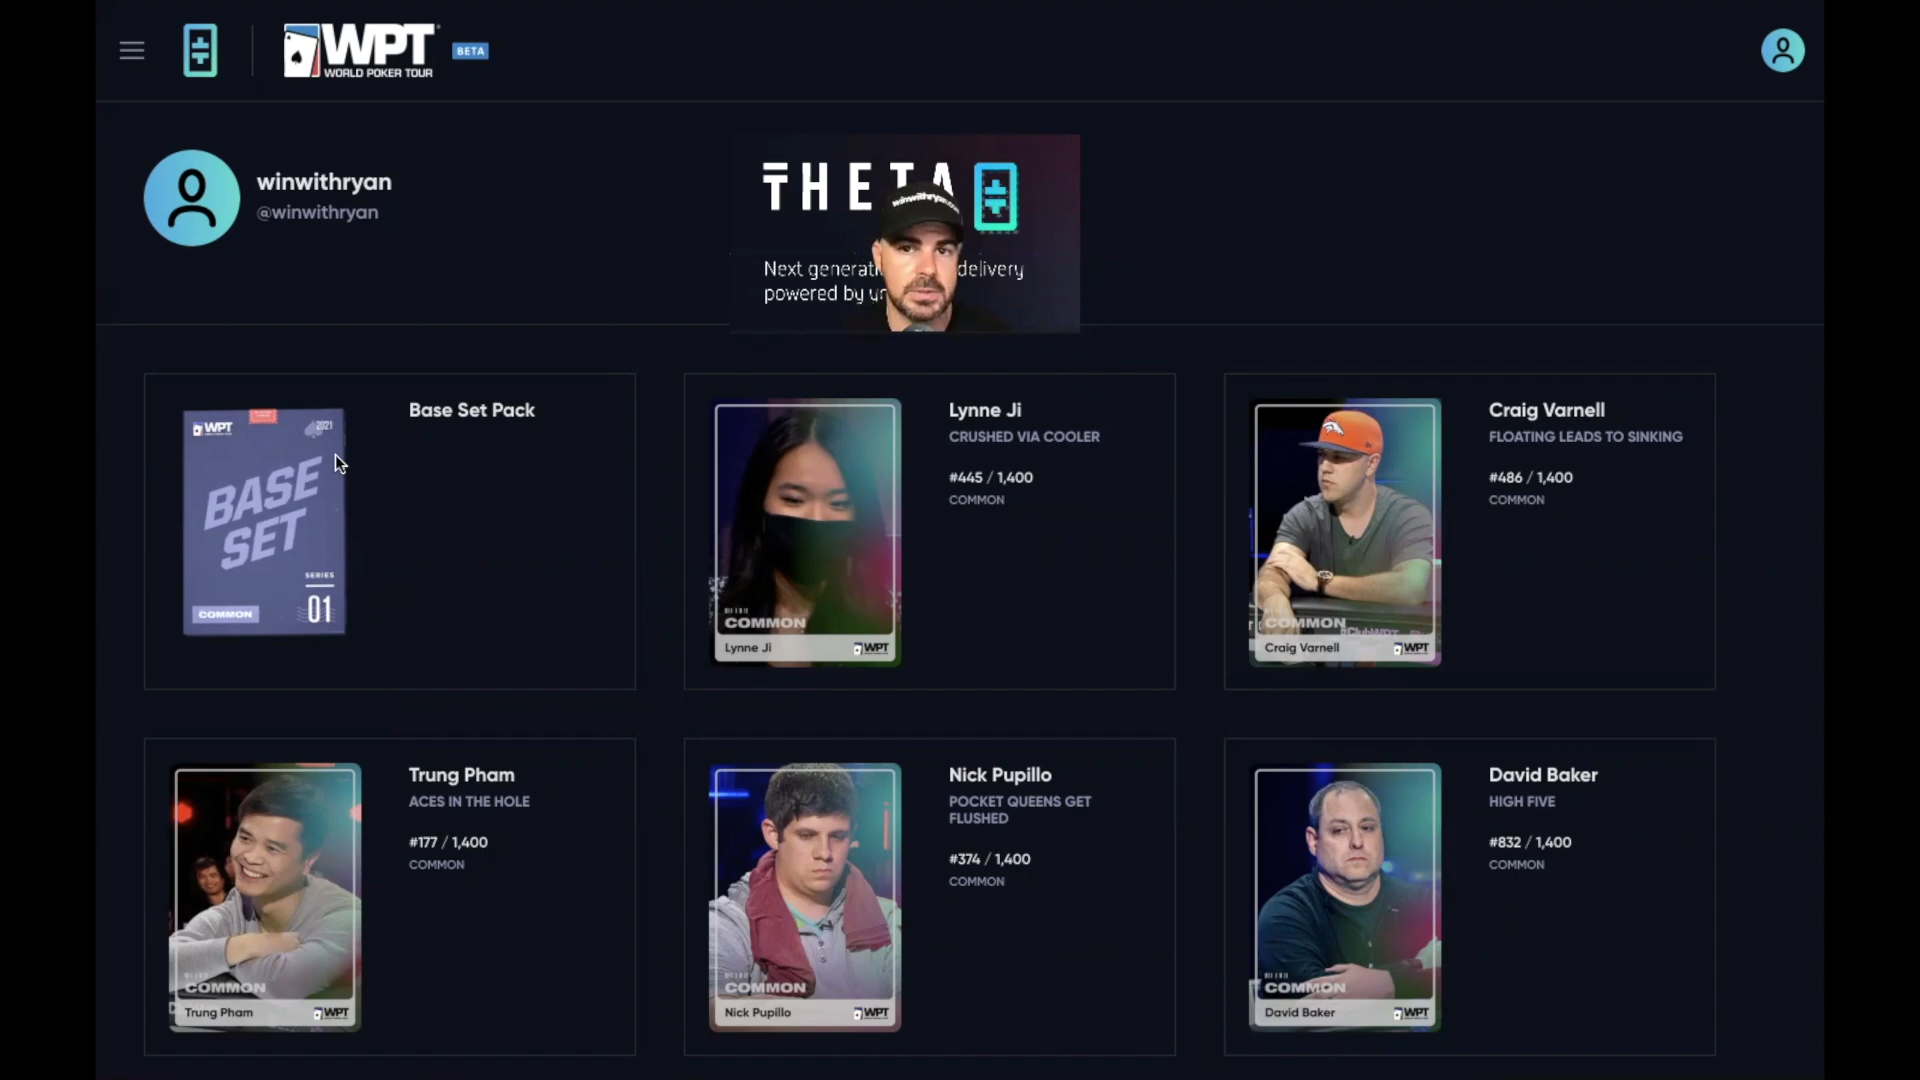 WPT
WORLD POKER TOUR
BETA
winwithryan
@winwithryan
THETA
winwithryan.com
Next generati delivery
powered by
WPT
2021
BASE
SET
SERIES
01
COMMON
Base Set Pack
COMMON
Lynne Ji
WPT
Lynne Ji
CRUSHED VIA COOLER
#445 / 1,400
COMMON
COMMON
Craig Varnell
WPT
Craig Varnell
FLOATING LEADS TO SINKING
#486 / 1,400
COMMON
COMMON
Trung Pham
WPT
Trung Pham
ACES IN THE HOLE
#177 / 1,400
COMMON
COMMON
Nick Pupillo
WPT
Nick Pupillo
POCKET QUEENS GET
FLUSHED
#374 / 1,400
COMMON
COMMON
David Baker
WPT
David Baker
HIGH FIVE
#832 / 1,400
COMMON